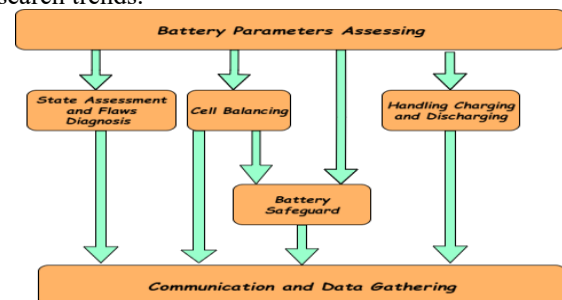 search trends.
Battery Parameters Assessing
State Assessment
and Flaws
Diagnosis
Cell Balancing
Handling Charging
and Discharging
Battery
Safeguard
Communication and Data Gathering